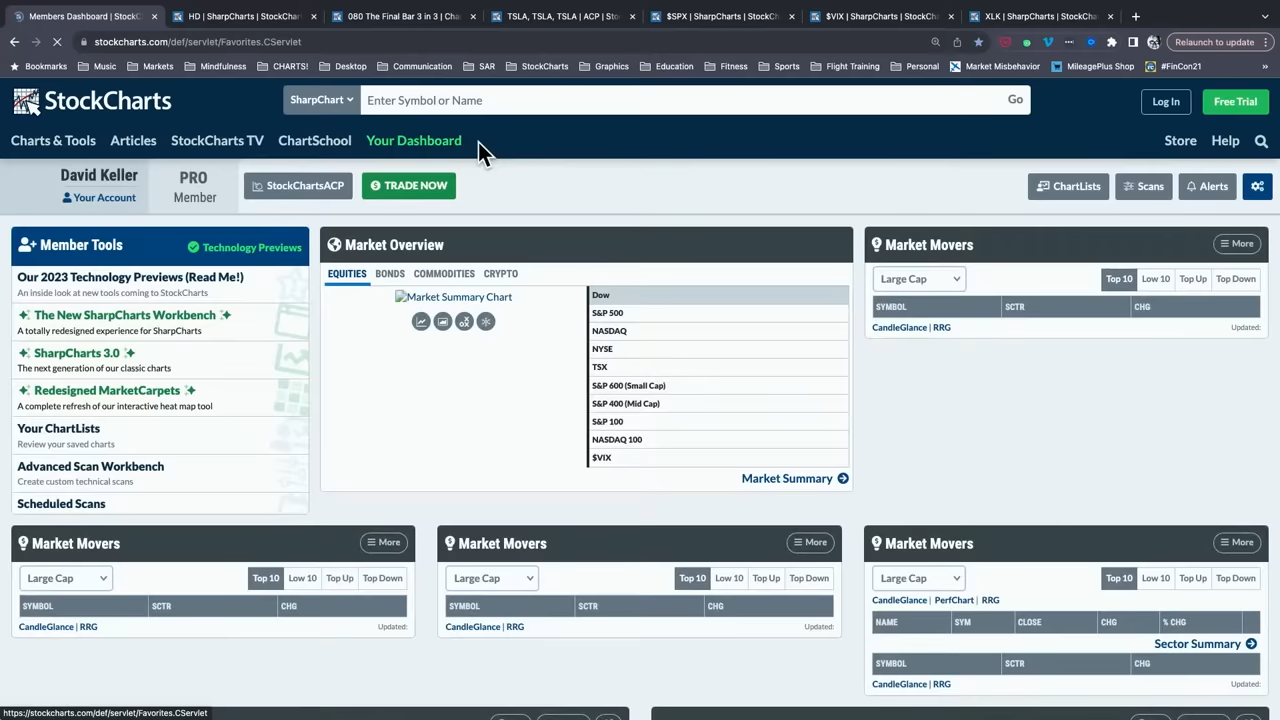 Members Dashboard | StockC
HD | SharpCharts | StockCharts
080 The Final Bar 3 in 3 | Cha
TSLA, TSLA, TSLA | ACP | Sto
$SPX | SharpCharts | StockCh
$VIX | SharpCharts | StockCha
XLK | SharpCharts | StockCha
stockcharts.com/def/servlet/Favorites.CServlet
Relaunch to update
Bookmarks
Music
Markets
Mindfulness
CHARTS!
Desktop
Communication
SAR
StockCharts
Graphics
Education
Fitness
Sports
Flight Training
Personal
Market Misbehavior
MileagePlus Shop
#FinCon21
StockCharts
SharpChart
Enter Symbol or Name
Go
Log In
Free Trial
Charts & Tools
Articles
StockCharts TV
ChartSchool
Your Dashboard
Store
Help
David Keller
Your Account
PRO
Member
StockChartsACP
TRADE NOW
ChartLists
Scans
Alerts
Member Tools
Technology Previews
Our 2023 Technology Previews (Read Me!)
An inside look at new tools coming to StockCharts
The New SharpCharts Workbench
A totally redesigned experience for SharpCharts
SharpCharts 3.0
The next generation of our classic charts
Redesigned MarketCarpets
A complete refresh of our interactive heat map tool
Your ChartLists
Review your saved charts
Advanced Scan Workbench
Create custom technical scans
Scheduled Scans
Market Overview
EQUITIES BONDS COMMODITIES CRYPTO
Market Summary Chart
Dow
S&P 500
NASDAQ
NYSE
TSX
S&P 600 (Small Cap)
S&P 400 (Mid Cap)
S&P 100
NASDAQ 100
$VIX
Market Summary
Market Movers
More
Large Cap
Top 10 Low 10 Top Up Top Down
SYMBOL SCTR CHG
CandleGlance | RRG
Updated:
Market Movers
More
Large Cap
Top 10 Low 10 Top Up Top Down
SYMBOL SCTR CHG
CandleGlance | RRG
Updated:
Market Movers
More
Large Cap
Top 10 Low 10 Top Up Top Down
SYMBOL SCTR CHG
CandleGlance | RRG
Updated:
Market Movers
More
Large Cap
Top 10 Low 10 Top Up Top Down
CandleGlance | PerfChart | RRG
NAME SYM CLOSE CHG % CHG
Sector Summary
SYMBOL SCTR CHG
CandleGlance | RRG
Updated:
https://stockcharts.com/def/servlet/Favorites.CServlet